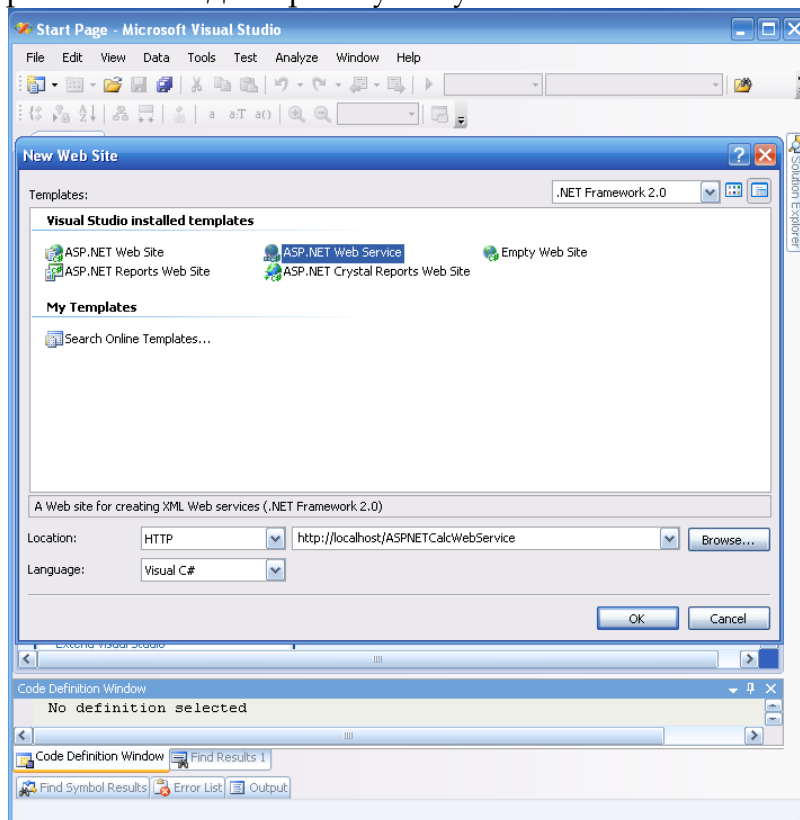 Start Page - Microsoft Visual Studio
File Edit View Data Tools Test Analyze Window Help
a a:T a()
New Web Site
Templates: .NET Framework 2.0
Visual Studio installed templates
ASP.NET Web Site ASP.NET Web Service Empty Web Site
ASP.NET Reports Web Site ASP.NET Crystal Reports Web Site
My Templates
Search Online Templates...
A Web site for creating XML Web services (.NET Framework 2.0)
Location: HTTP http://localhost/ASPNETCalcWebService Browse...
Language: Visual C#
OK Cancel
Solution Explorer
Extend Visual Studio
Code Definition Window
No definition selected
Code Definition Window Find Results 1
Find Symbol Results Error List Output